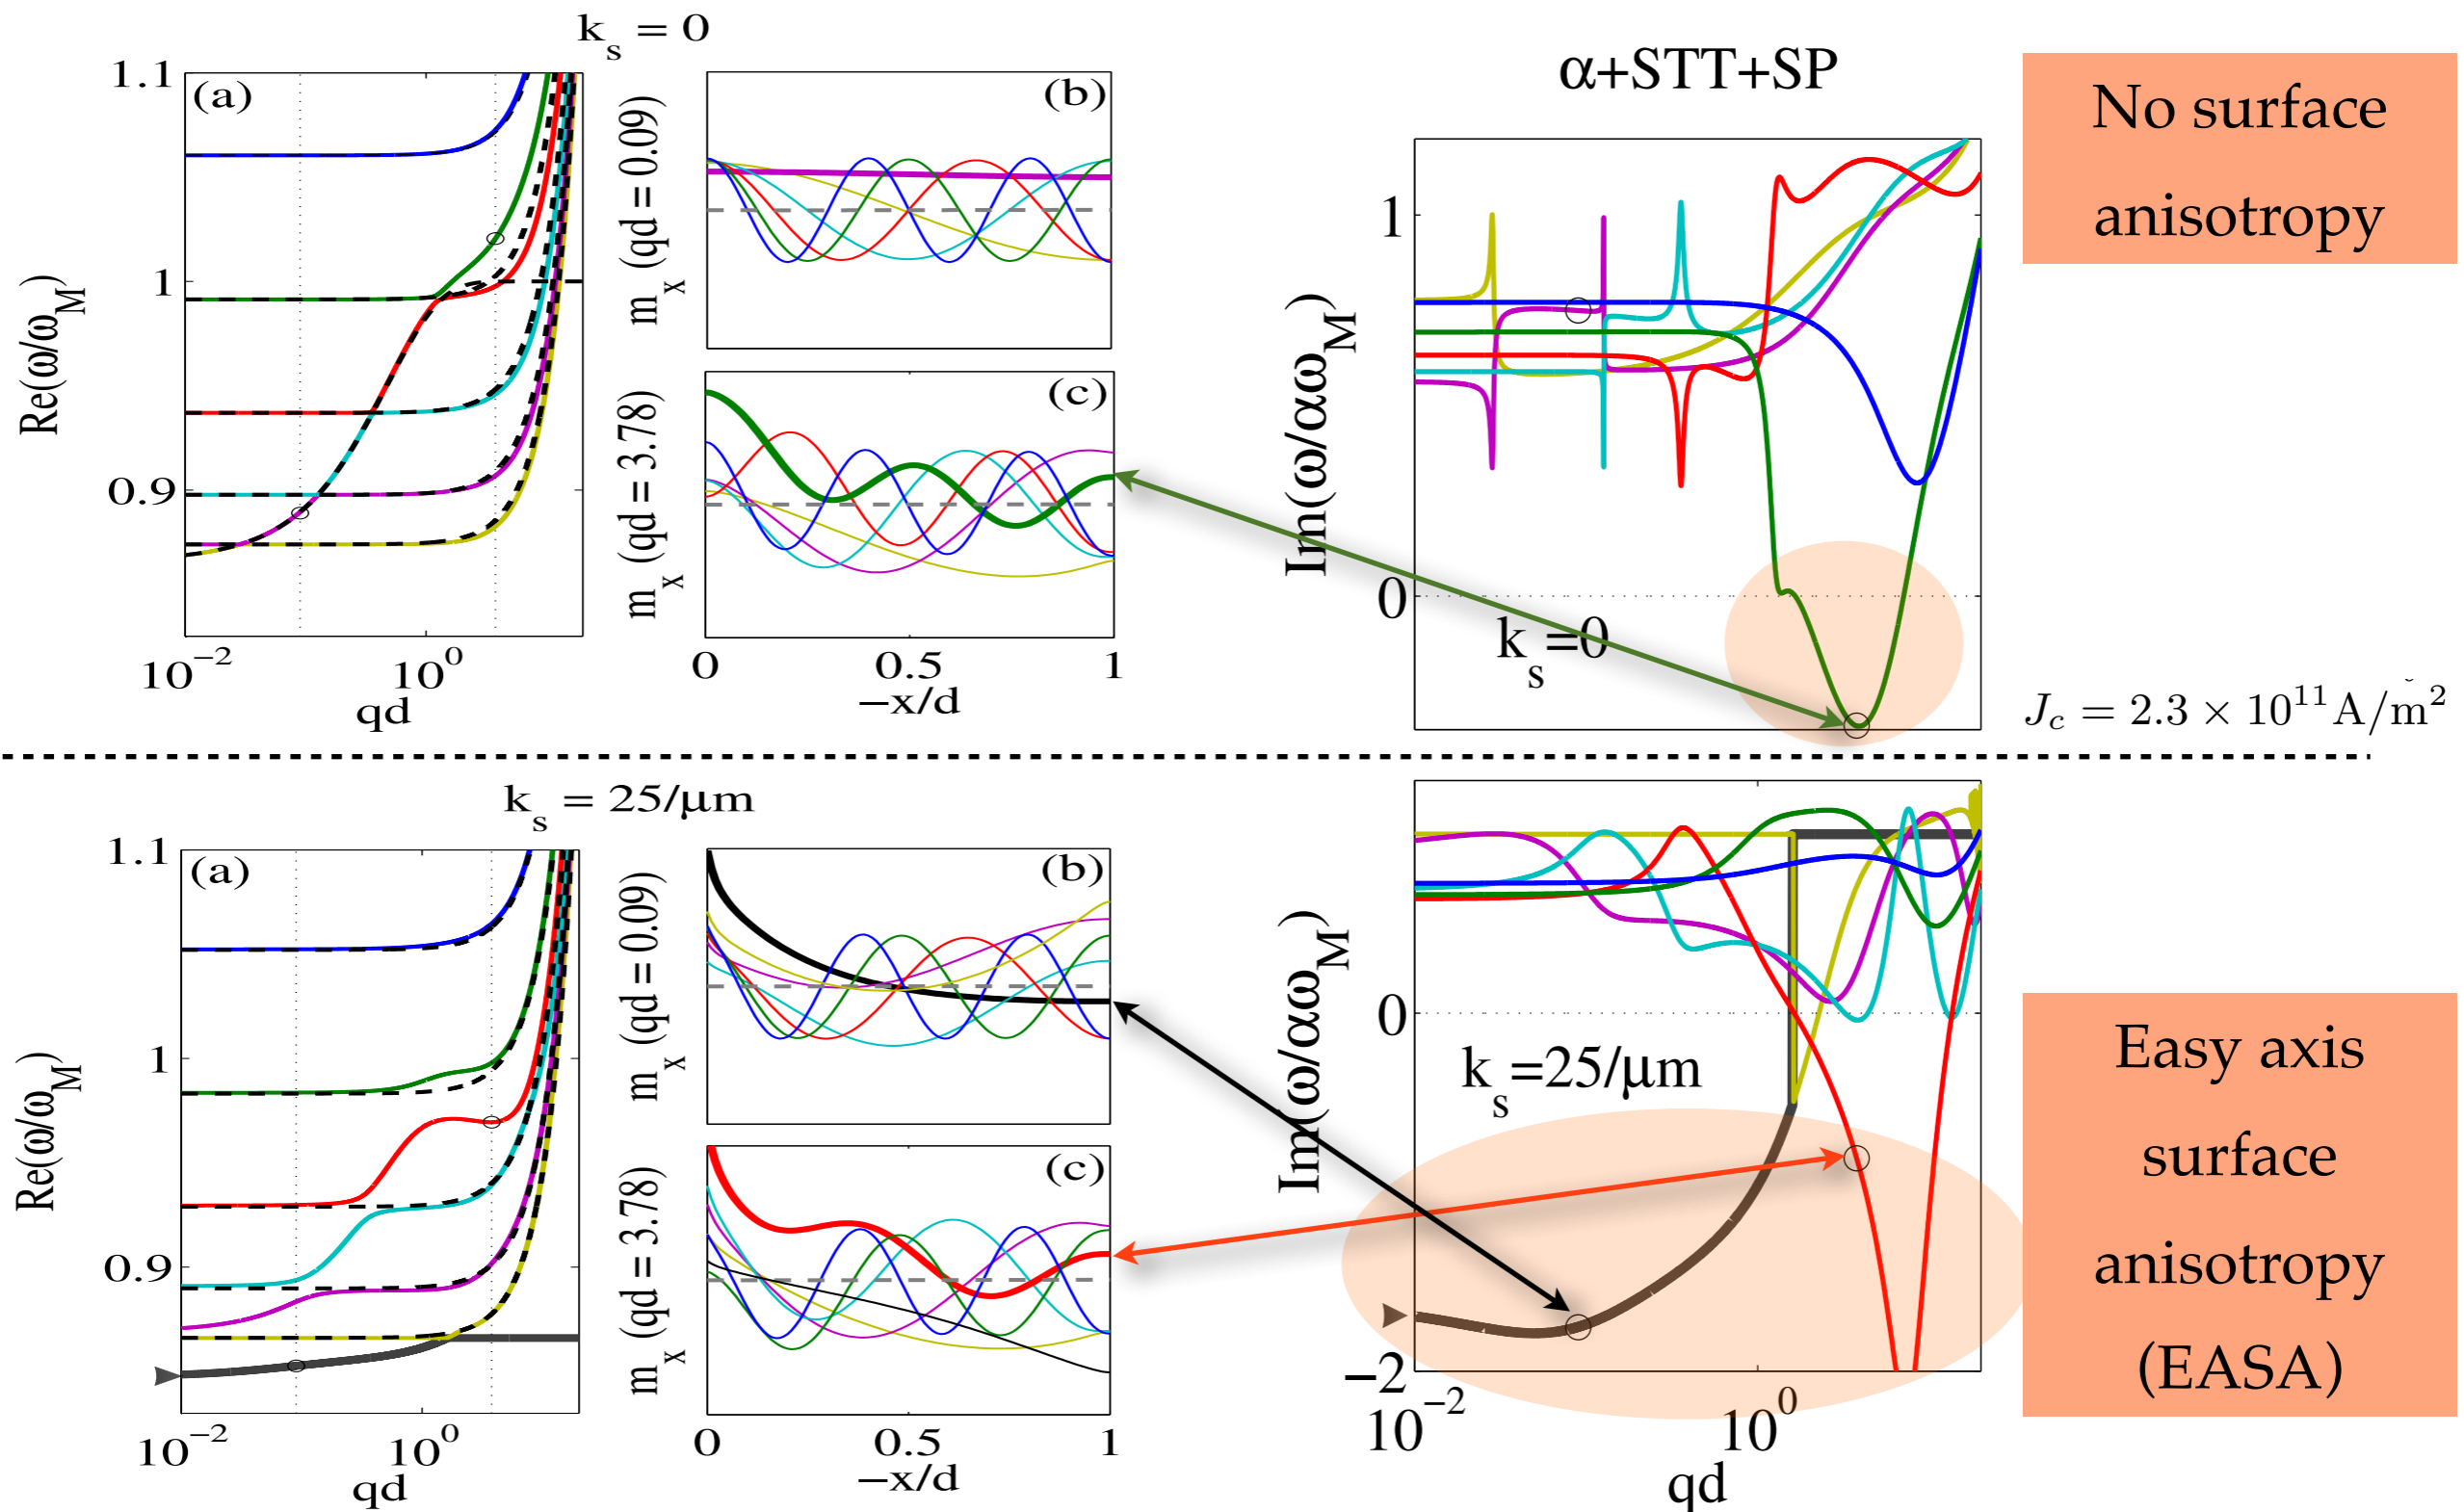 k_s = 0
α+STT+SP
No surface
anisotropy
1.1
(a)
1
0.9
Re(ω/ω_M)
10^−2
10^0
qd
(b)
m_x (qd = 0.09)
(c)
m_x (qd = 3.78)
0
0.5
1
−x/d
Im(ω/αω_M)
1
0
k_s=0
J_c = 2.3 × 10^11 A/m^2
k_s = 25/μm
1.1
(a)
1
0.9
Re(ω/ω_M)
10^−2
10^0
qd
(b)
m_x (qd = 0.09)
(c)
m_x (qd = 3.78)
0
0.5
1
−x/d
Im(ω/αω_M)
0
k_s=25/μm
−2
10^−2
10^0
qd
Easy axis
surface
anisotropy
(EASA)